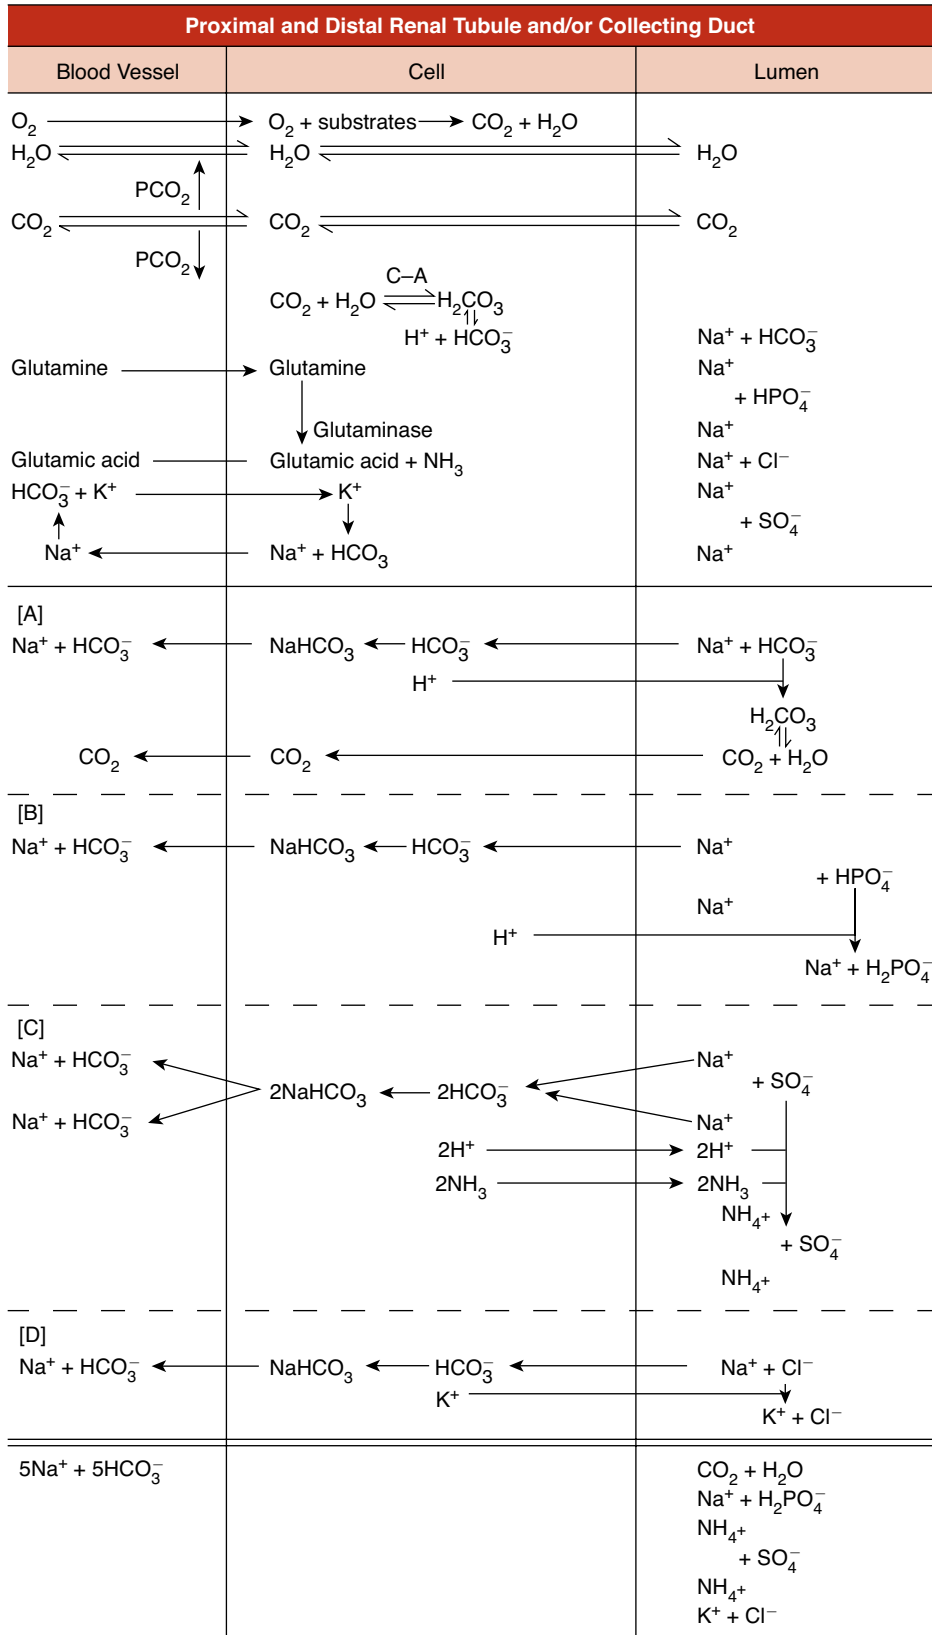 Proximal and Distal Renal Tubule and/or Collecting Duct
Blood Vessel Cell Lumen
O₂ O₂ + substrates CO₂ + H₂O
H₂O H₂O H₂O
PCO₂
CO₂ CO₂ CO₂
PCO₂
C–A
CO₂ + H₂O H₂CO₃
H⁺ + HCO₃⁻ Na⁺ + HCO₃⁻
Glutamine Glutamine Na⁺
+ HPO₄⁻
Glutaminase Na⁺
Glutamic acid Glutamic acid + NH₃ Na⁺ + Cl⁻
HCO₃⁻ + K⁺ K⁺ Na⁺
+ SO₄⁻
Na⁺ Na⁺ + HCO₃ Na⁺
[A]
Na⁺ + HCO₃⁻ NaHCO₃ HCO₃⁻ Na⁺ + HCO₃⁻
H⁺
H₂CO₃
CO₂ CO₂ CO₂ + H₂O
[B]
Na⁺ + HCO₃⁻ NaHCO₃ HCO₃⁻ Na⁺
+ HPO₄⁻
Na⁺
H⁺
Na⁺ + H₂PO₄⁻
[C]
Na⁺ + HCO₃⁻ Na⁺
2NaHCO₃ 2HCO₃⁻ + SO₄⁻
Na⁺ + HCO₃⁻ Na⁺
2H⁺ 2H⁺
2NH₃ 2NH₃
NH₄₊
+ SO₄⁻
NH₄₊
[D]
Na⁺ + HCO₃⁻ NaHCO₃ HCO₃⁻ Na⁺ + Cl⁻
K⁺
K⁺ + Cl⁻
5Na⁺ + 5HCO₃⁻ CO₂ + H₂O
Na⁺ + H₂PO₄⁻
NH₄₊
+ SO₄⁻
NH₄₊
K⁺ + Cl⁻